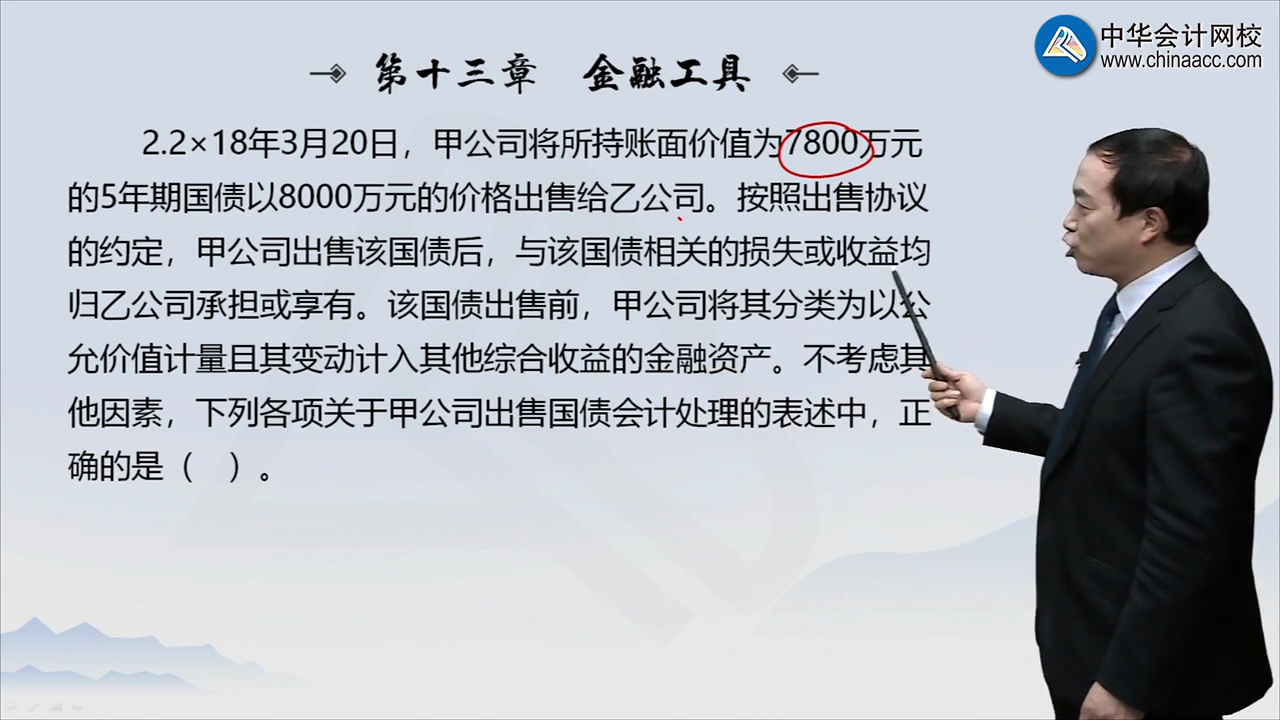 中华会计网校
www.chinaacc.com
第十三章 金融工具
2.2×18年3月20日，甲公司将所持账面价值为7800万元
的5年期国债以8000万元的价格出售给乙公司。按照出售协议
的约定，甲公司出售该国债后，与该国债相关的损失或收益均
归乙公司承担或享有。该国债出售前，甲公司将其分类为以公
允价值计量且其变动计入其他综合收益的金融资产。不考虑其
他因素，下列各项关于甲公司出售国债会计处理的表述中，正
确的是（ ）。